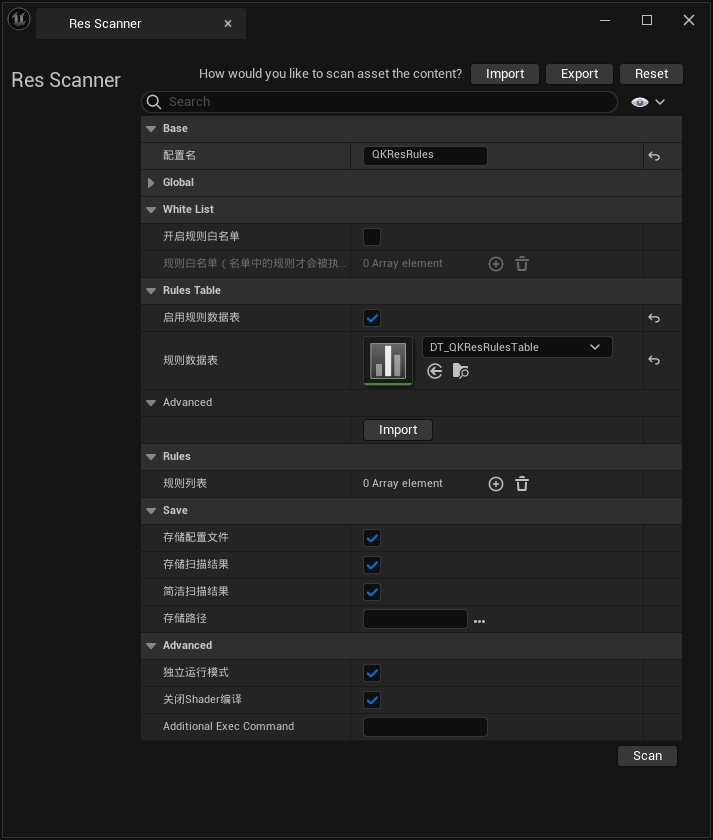 Res Scanner
Res Scanner
How would you like to scan asset the content? Import Export Reset
Search
Base
配置名 QKResRules
Global
White List
开启规则白名单
规则白名单（名单中的规则才会被执... 0 Array element
Rules Table
启用规则数据表
规则数据表 DT_QKResRulesTable
Advanced
Import
Rules
规则列表 0 Array element
Save
存储配置文件
存储扫描结果
简洁扫描结果
存储路径
Advanced
独立运行模式
关闭Shader编译
Additional Exec Command
Scan